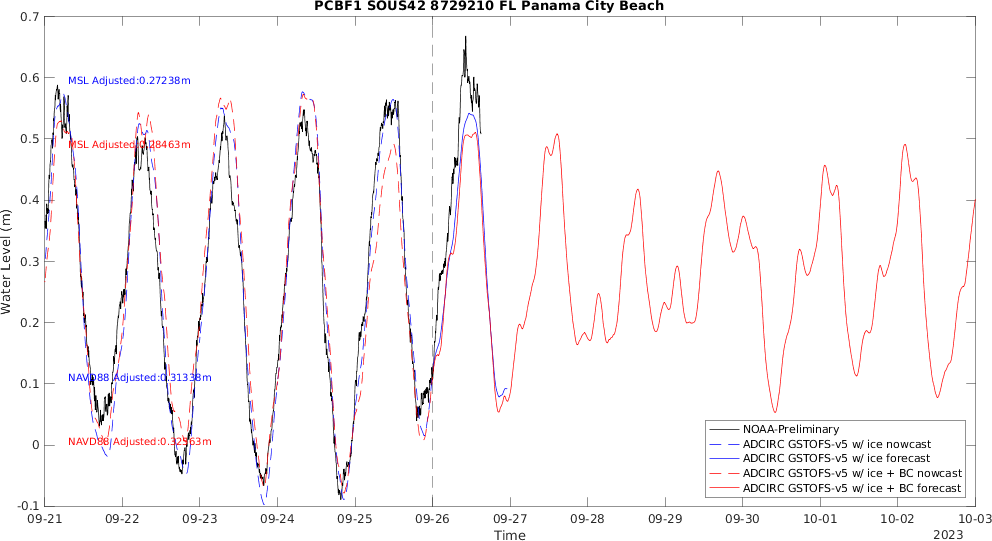 PCBF1 SOUS42 8729210 FL Panama City Beach
0.7
0.6
0.5
0.4
0.3
0.2
0.1
0
-0.1
Water Level (m)
MSL Adjusted:0.27238m
MSL Adjusted:0.28463m
NAVD88 Adjusted:0.31338m
NAVD88 Adjusted:0.32563m
NOAA-Preliminary
ADCIRC GSTOFS-v5 w/ ice nowcast
ADCIRC GSTOFS-v5 w/ ice forecast
ADCIRC GSTOFS-v5 w/ ice + BC nowcast
ADCIRC GSTOFS-v5 w/ ice + BC forecast
09-21 09-22 09-23 09-24 09-25 09-26 09-27 09-28 09-29 09-30 10-01 10-02 10-03
Time
2023